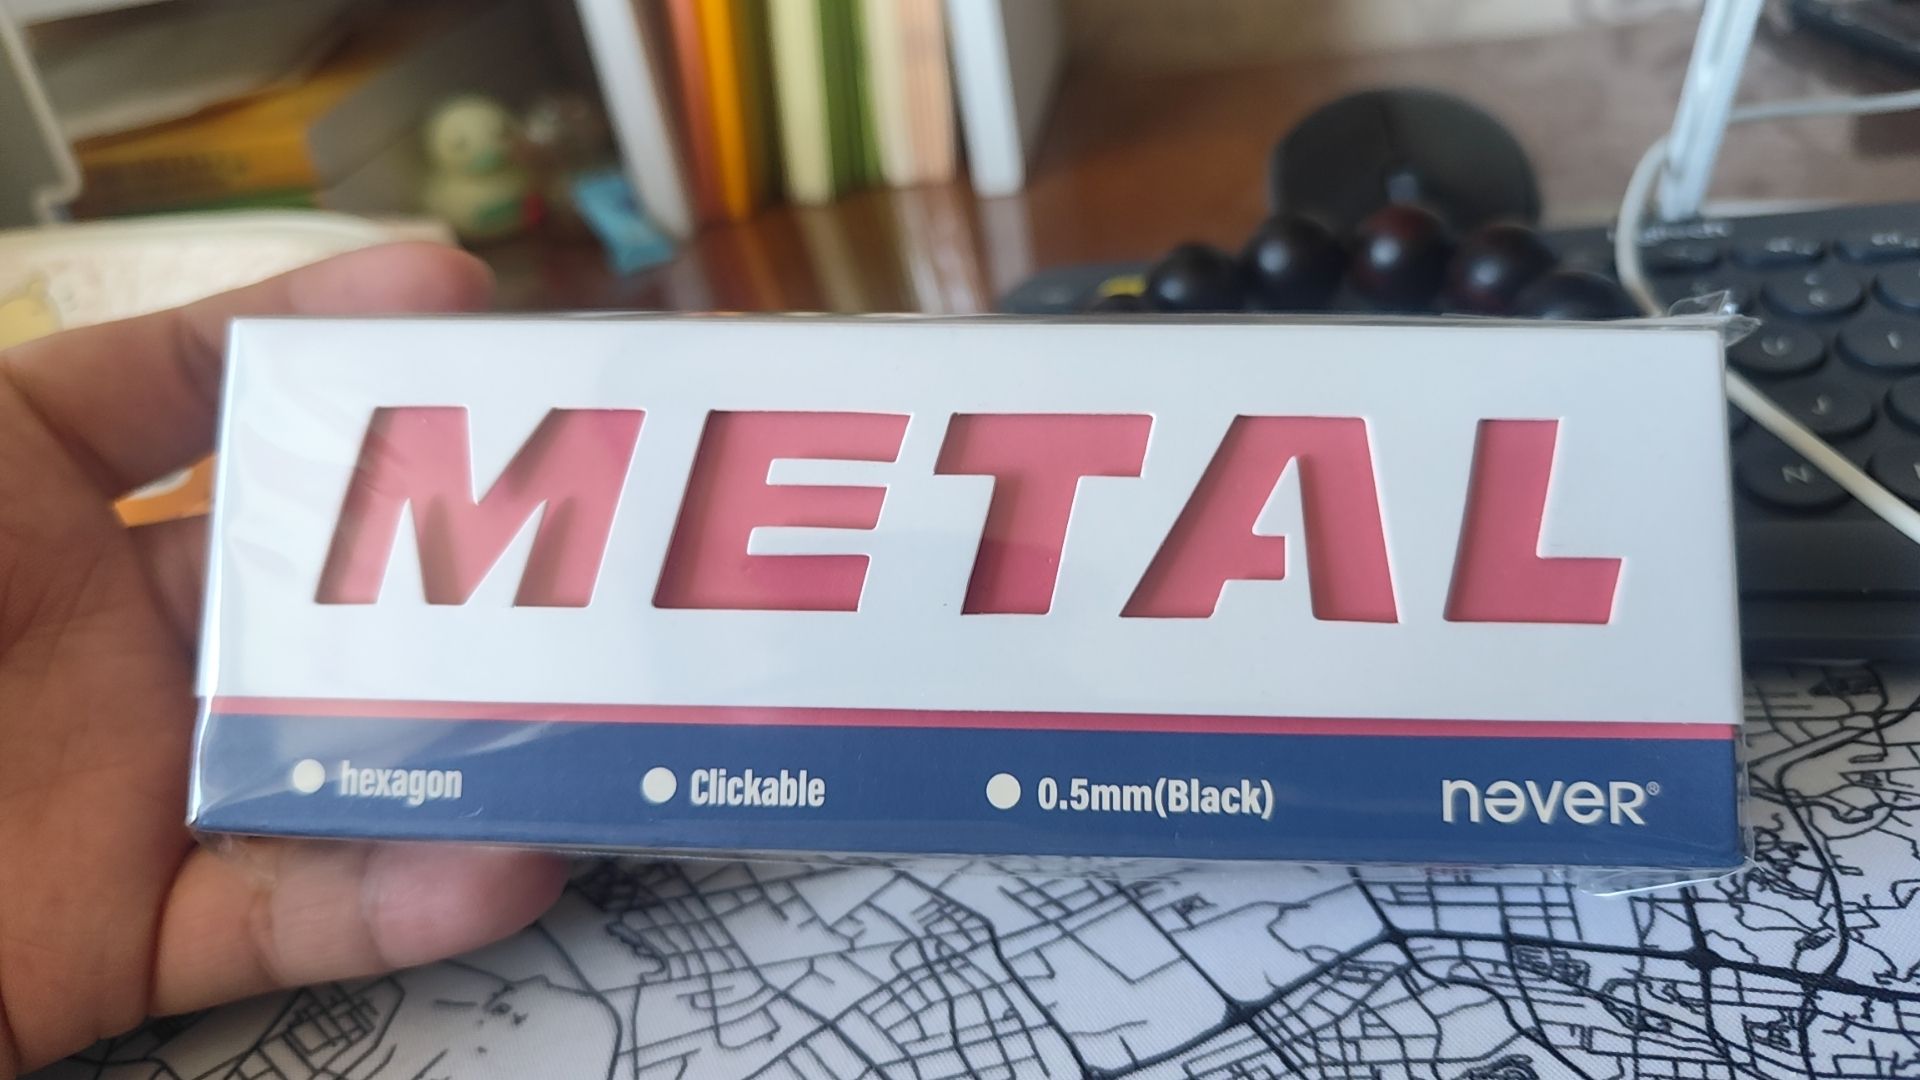 METAL
hexagon
Clickable
0.5mm(Black)
nəveR®